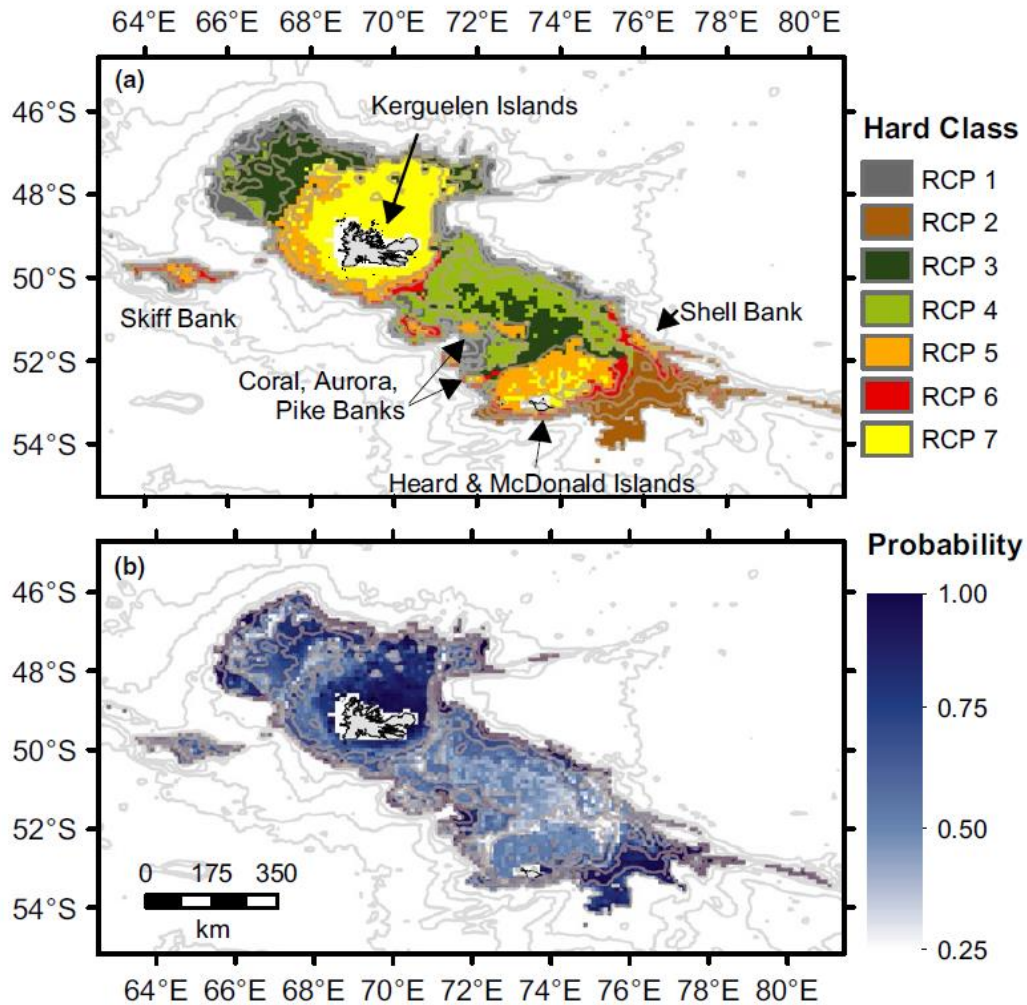 64°E 66°E 68°E 70°E 72°E 74°E 76°E 78°E 80°E
(a)
46°S
48°S
50°S
52°S
54°S
Kerguelen Islands
Skiff Bank
Shell Bank
Coral, Aurora,
Pike Banks
Heard & McDonald Islands
Hard Class
RCP 1
RCP 2
RCP 3
RCP 4
RCP 5
RCP 6
RCP 7
(b)
46°S
48°S
50°S
52°S
54°S
0 175 350
km
Probability
1.00
0.75
0.50
0.25
64°E 66°E 68°E 70°E 72°E 74°E 76°E 78°E 80°E